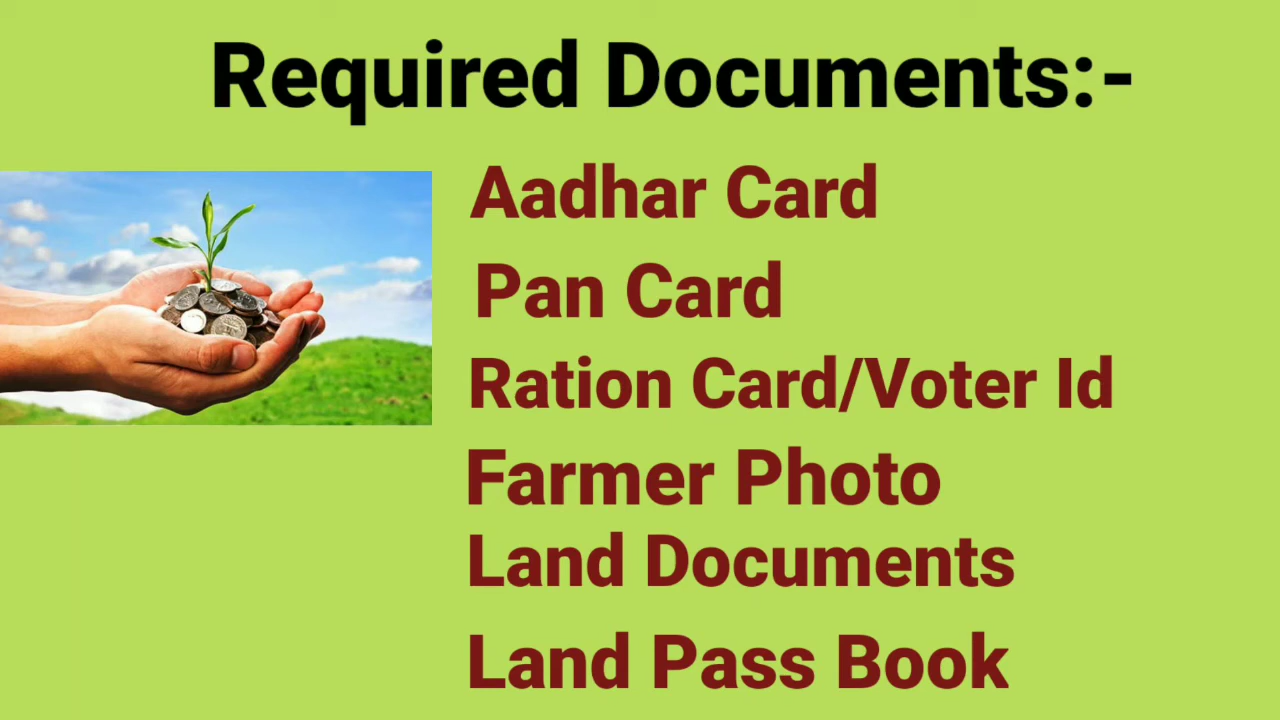 Required Documents:-
Aadhar Card
Pan Card
Ration Card/Voter Id
Farmer Photo
Land Documents
Land Pass Book